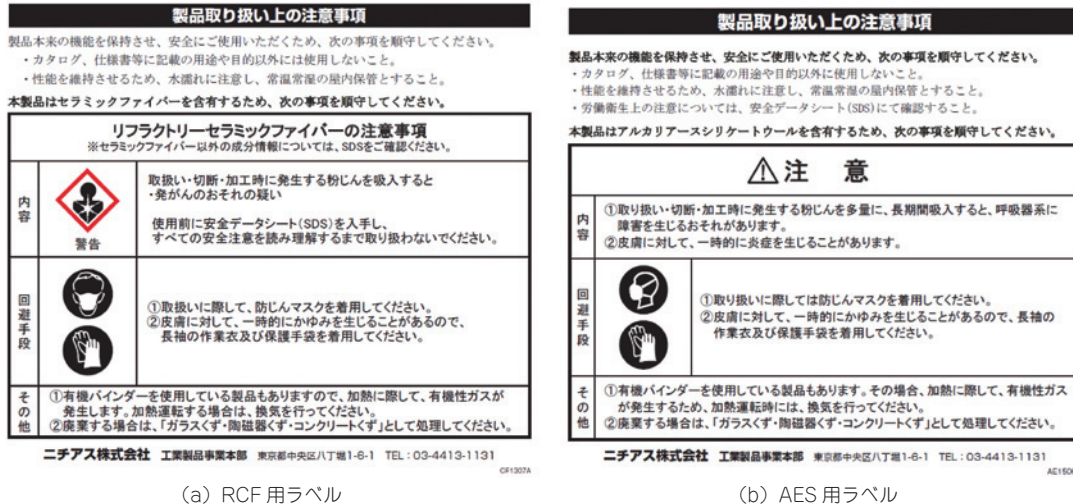 製品取り扱い上の注意事項
製品本来の機能を保持させ、安全にご使用いただくため、次の事項を順守してください。
・カタログ、仕様書等に記載の用途や目的以外には使用しないこと。
・性能を維持させるため、水濡れに注意し、常温常湿の屋内保管とすること。
本製品はセラミックファイバーを含有するため、次の事項を順守してください。
リフラクトリーセラミックファイバーの注意事項
※セラミックファイバー以外の成分情報については、SDSをご確認ください。
内容
警告
取扱い・切断・加工時に発生する粉じんを吸入すると
・発がんのおそれの疑い
使用前に安全データシート(SDS)を入手し、
すべての安全注意を読み理解するまで取り扱わないでください。
回避手段
①取扱いに際して、防じんマスクを着用してください。
②皮膚に対して、一時的にかゆみを生じることがあるので、
長袖の作業衣及び保護手袋を着用してください。
その他
①有機バインダーを使用している製品もありますので、加熱に際して、有機性ガスが
発生します。加熱運転する場合は、換気を行ってください。
②廃棄する場合は、「ガラスくず・陶磁器くず・コンクリートくず」として処理してください。
ニチアス株式会社 工業製品事業本部 東京都中央区八丁堀1-6-1 TEL：03-4413-1131
CF1307A
(a) RCF 用ラベル
製品取り扱い上の注意事項
製品本来の機能を保持させ、安全にご使用いただくため、次の事項を順守してください。
・カタログ、仕様書等に記載の用途や目的以外に使用しないこと。
・性能を維持させるため、水濡れに注意し、常温常湿の屋内保管とすること。
・労働衛生上の注意については、安全データシート(SDS)にて確認すること。
本製品はアルカリアースシリケートウールを含有するため、次の事項を順守してください。
注 意
内容
①取り扱い・切断・加工時に発生する粉じんを多量に、長期間吸入すると、呼吸器系に
障害を生じるおそれがあります。
②皮膚に対して、一時的に炎症を生じることがあります。
回避手段
①取り扱いに際しては防じんマスクを着用してください。
②皮膚に対して、一時的にかゆみを生じることがあるので、長袖の
作業衣及び保護手袋を着用してください。
その他
①有機バインダーを使用している製品もあります。その場合、加熱に際して、有機性ガス
が発生するため、加熱運転時には、換気を行ってください。
②廃棄する場合は、「ガラスくず・陶磁器くず・コンクリートくず」として処理してください。
ニチアス株式会社 工業製品事業本部 東京都中央区八丁堀1-6-1 TEL：03-4413-1131
(b) AES 用ラベル